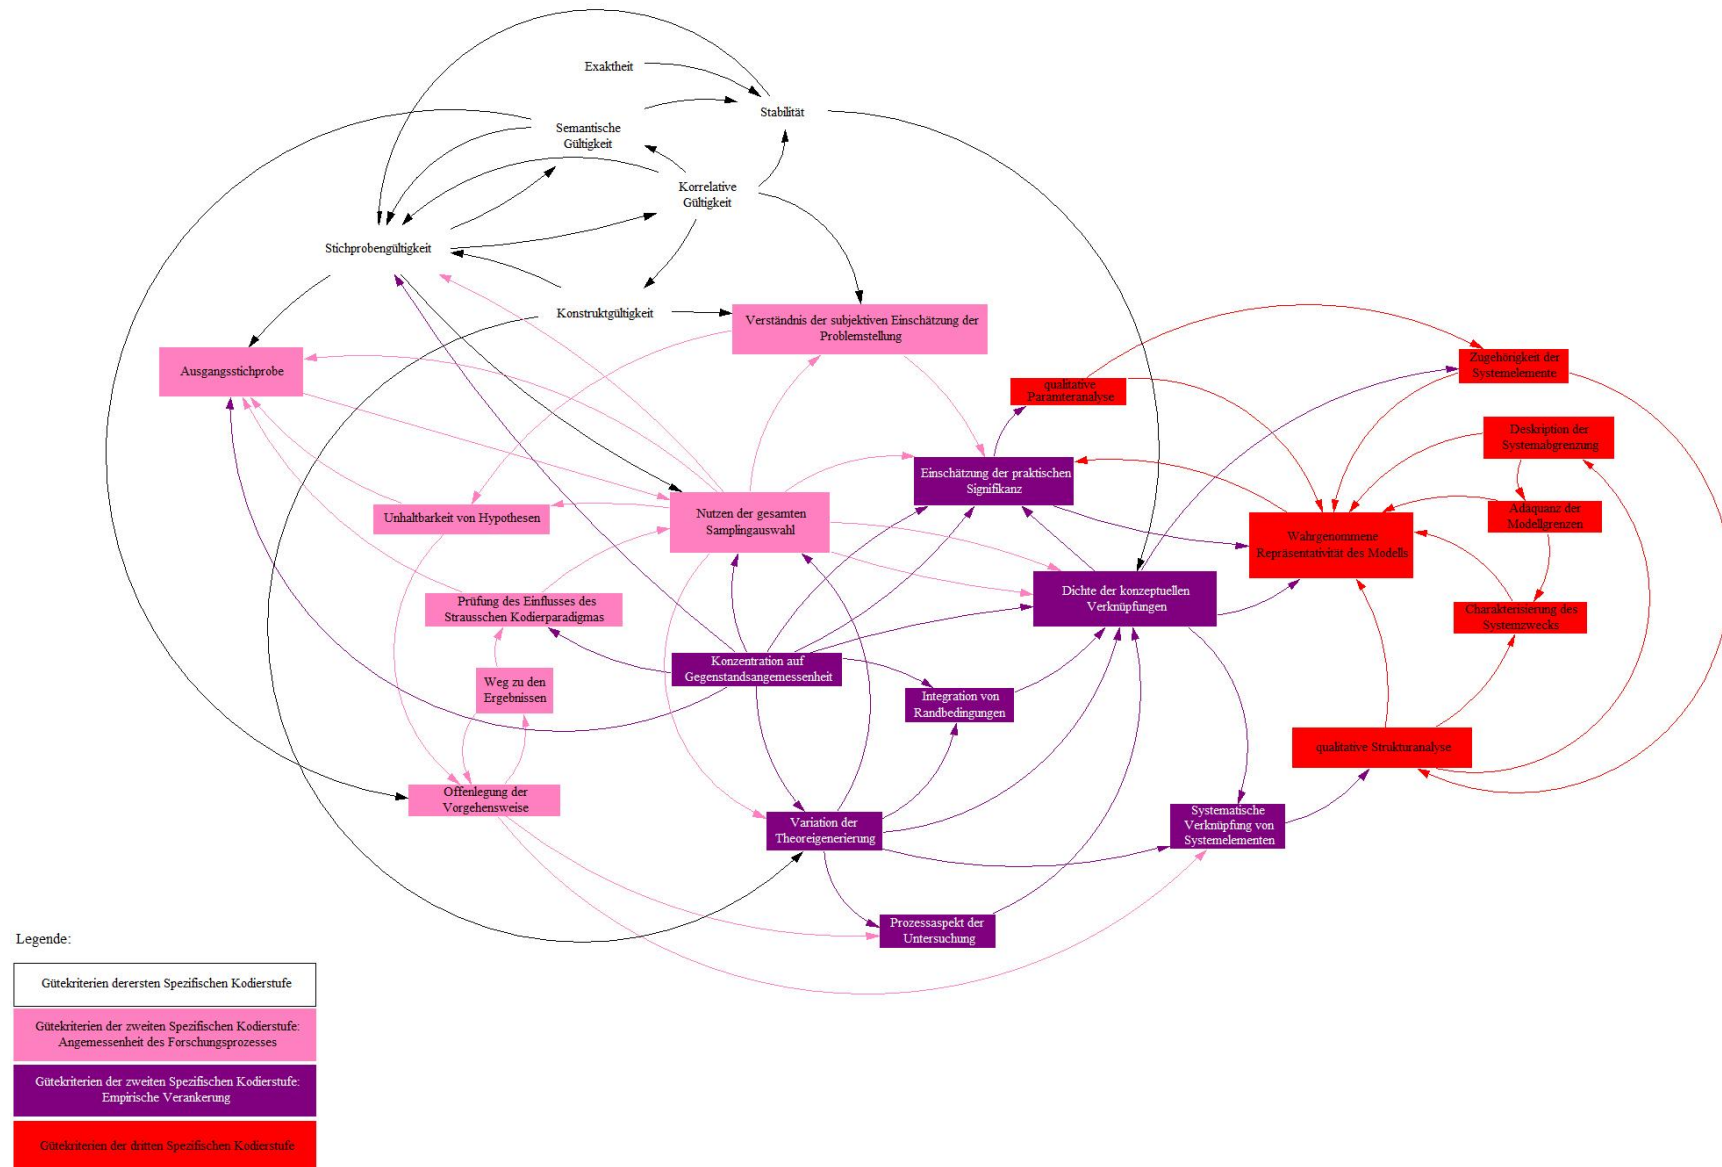 Exaktheit
Stabilität
Semantische
Gültigkeit
Korrelative
Gültigkeit
Stichprobengültigkeit
Konstruktgültigkeit
Verständnis der subjektiven Einschätzung der
Problemstellung
Ausgangsstichprobe
Zugehörigkeit der
Systemelemente
qualitative
Paramteranalyse
Deskription der
Systemabgrenzung
Einschätzung der praktischen
Signifikanz
Unhaltbarkeit von Hypothesen
Nutzen der gesamten
Samplingauswahl
Adäquanz der
Modellgrenzen
Wahrgenommene
Repräsentativität des Modells
Dichte der konzeptuellen
Verknüpfungen
Prüfung des Einflusses des
Strausschen Kodierparadigmas
Charakterisierung des
Systemzwecks
Konzentration auf
Gegenstandsangemessenheit
Weg zu den
Ergebnissen
Integration von
Randbedingungen
qualitative Strukturanalyse
Offenlegung der
Vorgehensweise
Variation der
Theoreigenerierung
Systematische
Verknüpfung von
Systemelementen
Prozessaspekt der
Untersuchung
Legende:
Gütekriterien derersten Spezifischen Kodierstufe
Gütekriterien der zweiten Spezifischen Kodierstufe:
Angemessenheit des Forschungsprozesses
Gütekriterien der zweiten Spezifischen Kodierstufe:
Empirische Verankerung
Gütekriterien der dritten Spezifischen Kodierstufe